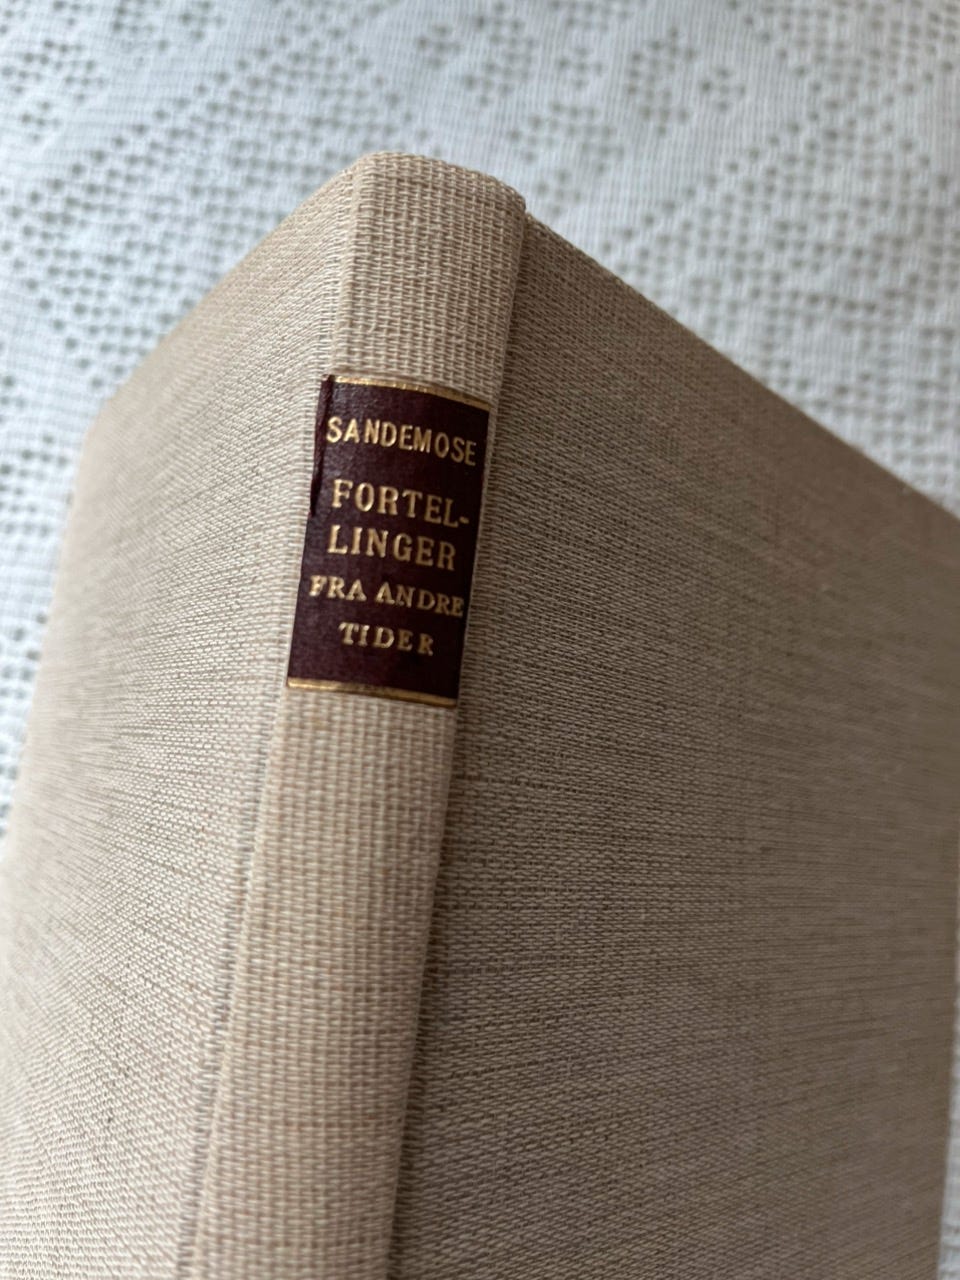 SANDEMOSE
FORTEL-
LINGER
FRA ANDRE
TIDER